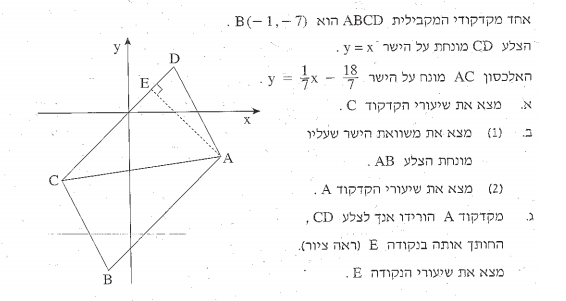 אחד מקדקודי המקבילית ABCD הוא B(−1,−7) .
הצלע CD מונחת על הישר y = x .
האלכסון AC מונח על הישר y = 1/7 x − 18/7 .
א. מצא את שיעורי הקדקוד C .
ב. (1) מצא את משוואת הישר שעליו
מונחת הצלע AB .
(2) מצא את שיעורי הקדקוד A .
ג. מקדקוד A הורידו אנך לצלע CD ,
החותך אותה בנקודה E (ראה ציור).
מצא את שיעורי הנקודה E .
y
D
E
x
A
C
B